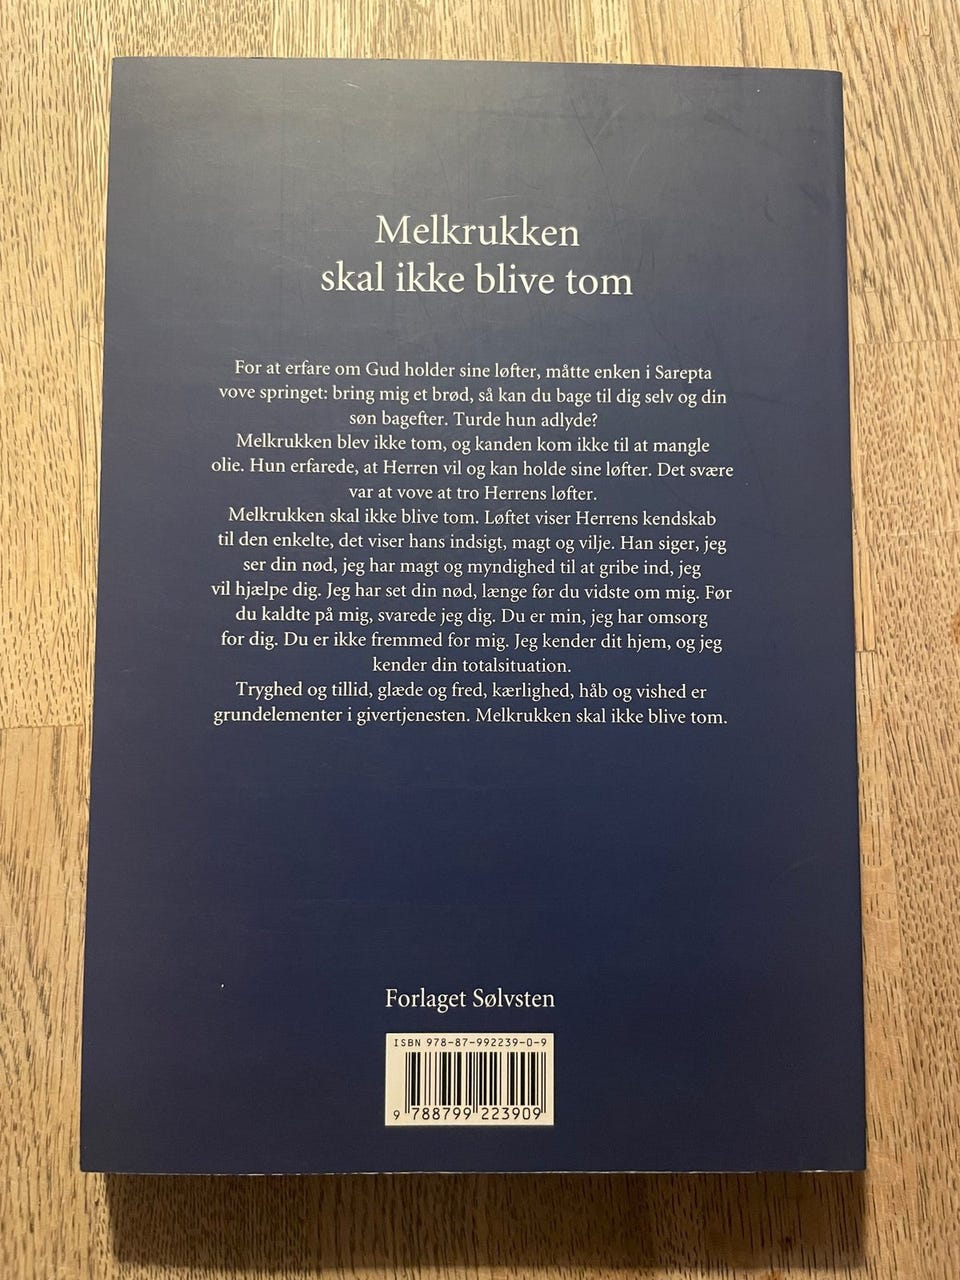 Melkrukken
skal ikke blive tom
For at erfare om Gud holder sine løfter, måtte enken i Sarepta
vove springet: bring mig et brød, så kan du bage til dig selv og din
søn bagefter. Turde hun adlyde?
Melkrukken blev ikke tom, og kanden kom ikke til at mangle
olie. Hun erfarede, at Herren vil og kan holde sine løfter. Det svære
var at vove at tro Herrens løfter.
Melkrukken skal ikke blive tom. Løftet viser Herrens kendskab
til den enkelte, det viser hans indsigt, magt og vilje. Han siger, jeg
ser din nød, jeg har magt og myndighed til at gribe ind, jeg
vil hjælpe dig. Jeg har set din nød, længe før du vidste om mig. Før
du kaldte på mig, svarede jeg dig. Du er min, jeg har omsorg
for dig. Du er ikke fremmed for mig. Jeg kender dit hjem, og jeg
kender din totalsituation.
Tryghed og tillid, glæde og fred, kærlighed, håb og vished er
grundelementer i givertjenesten. Melkrukken skal ikke blive tom.
Forlaget Sølvsten
ISBN 978-87-992239-0-9
9 788799 223909